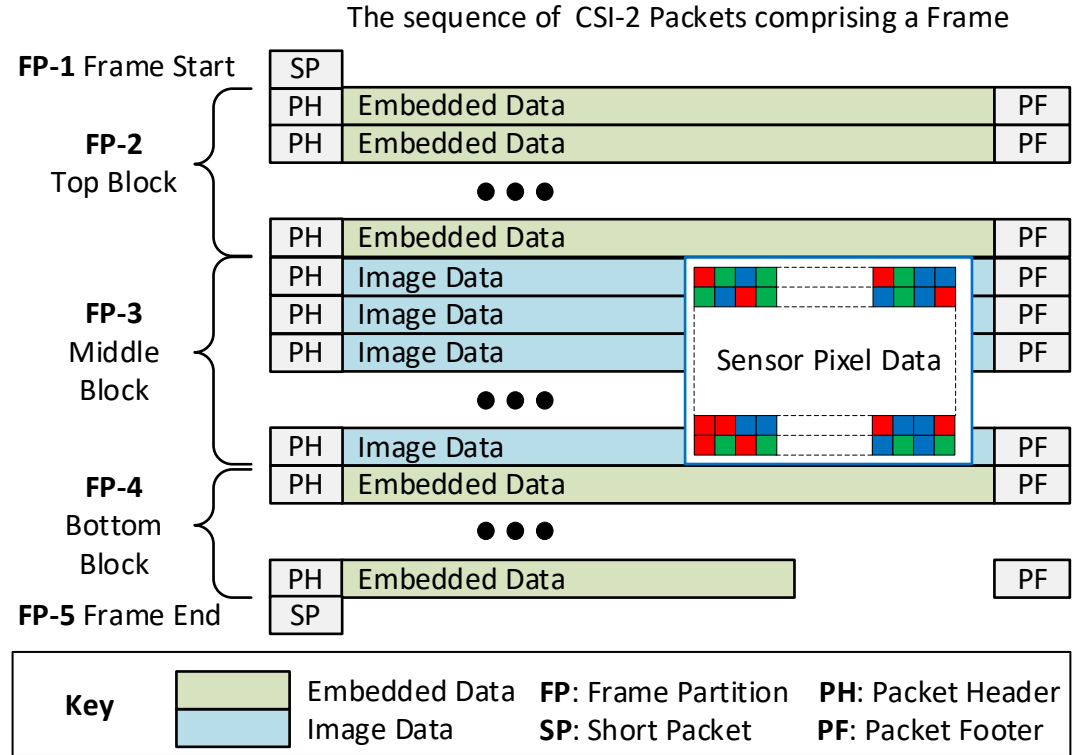 The sequence of CSI-2 Packets comprising a Frame
FP-1 Frame Start
SP
PH Embedded Data PF
PH Embedded Data PF
FP-2
Top Block
PH Embedded Data PF
PH Image Data PF
PH Image Data PF
PH Image Data PF
FP-3
Middle
Block
Sensor Pixel Data
PH Image Data PF
PH Embedded Data PF
FP-4
Bottom
Block
PH Embedded Data PF
FP-5 Frame End
SP
Key
Embedded Data
Image Data
FP: Frame Partition
SP: Short Packet
PH: Packet Header
PF: Packet Footer